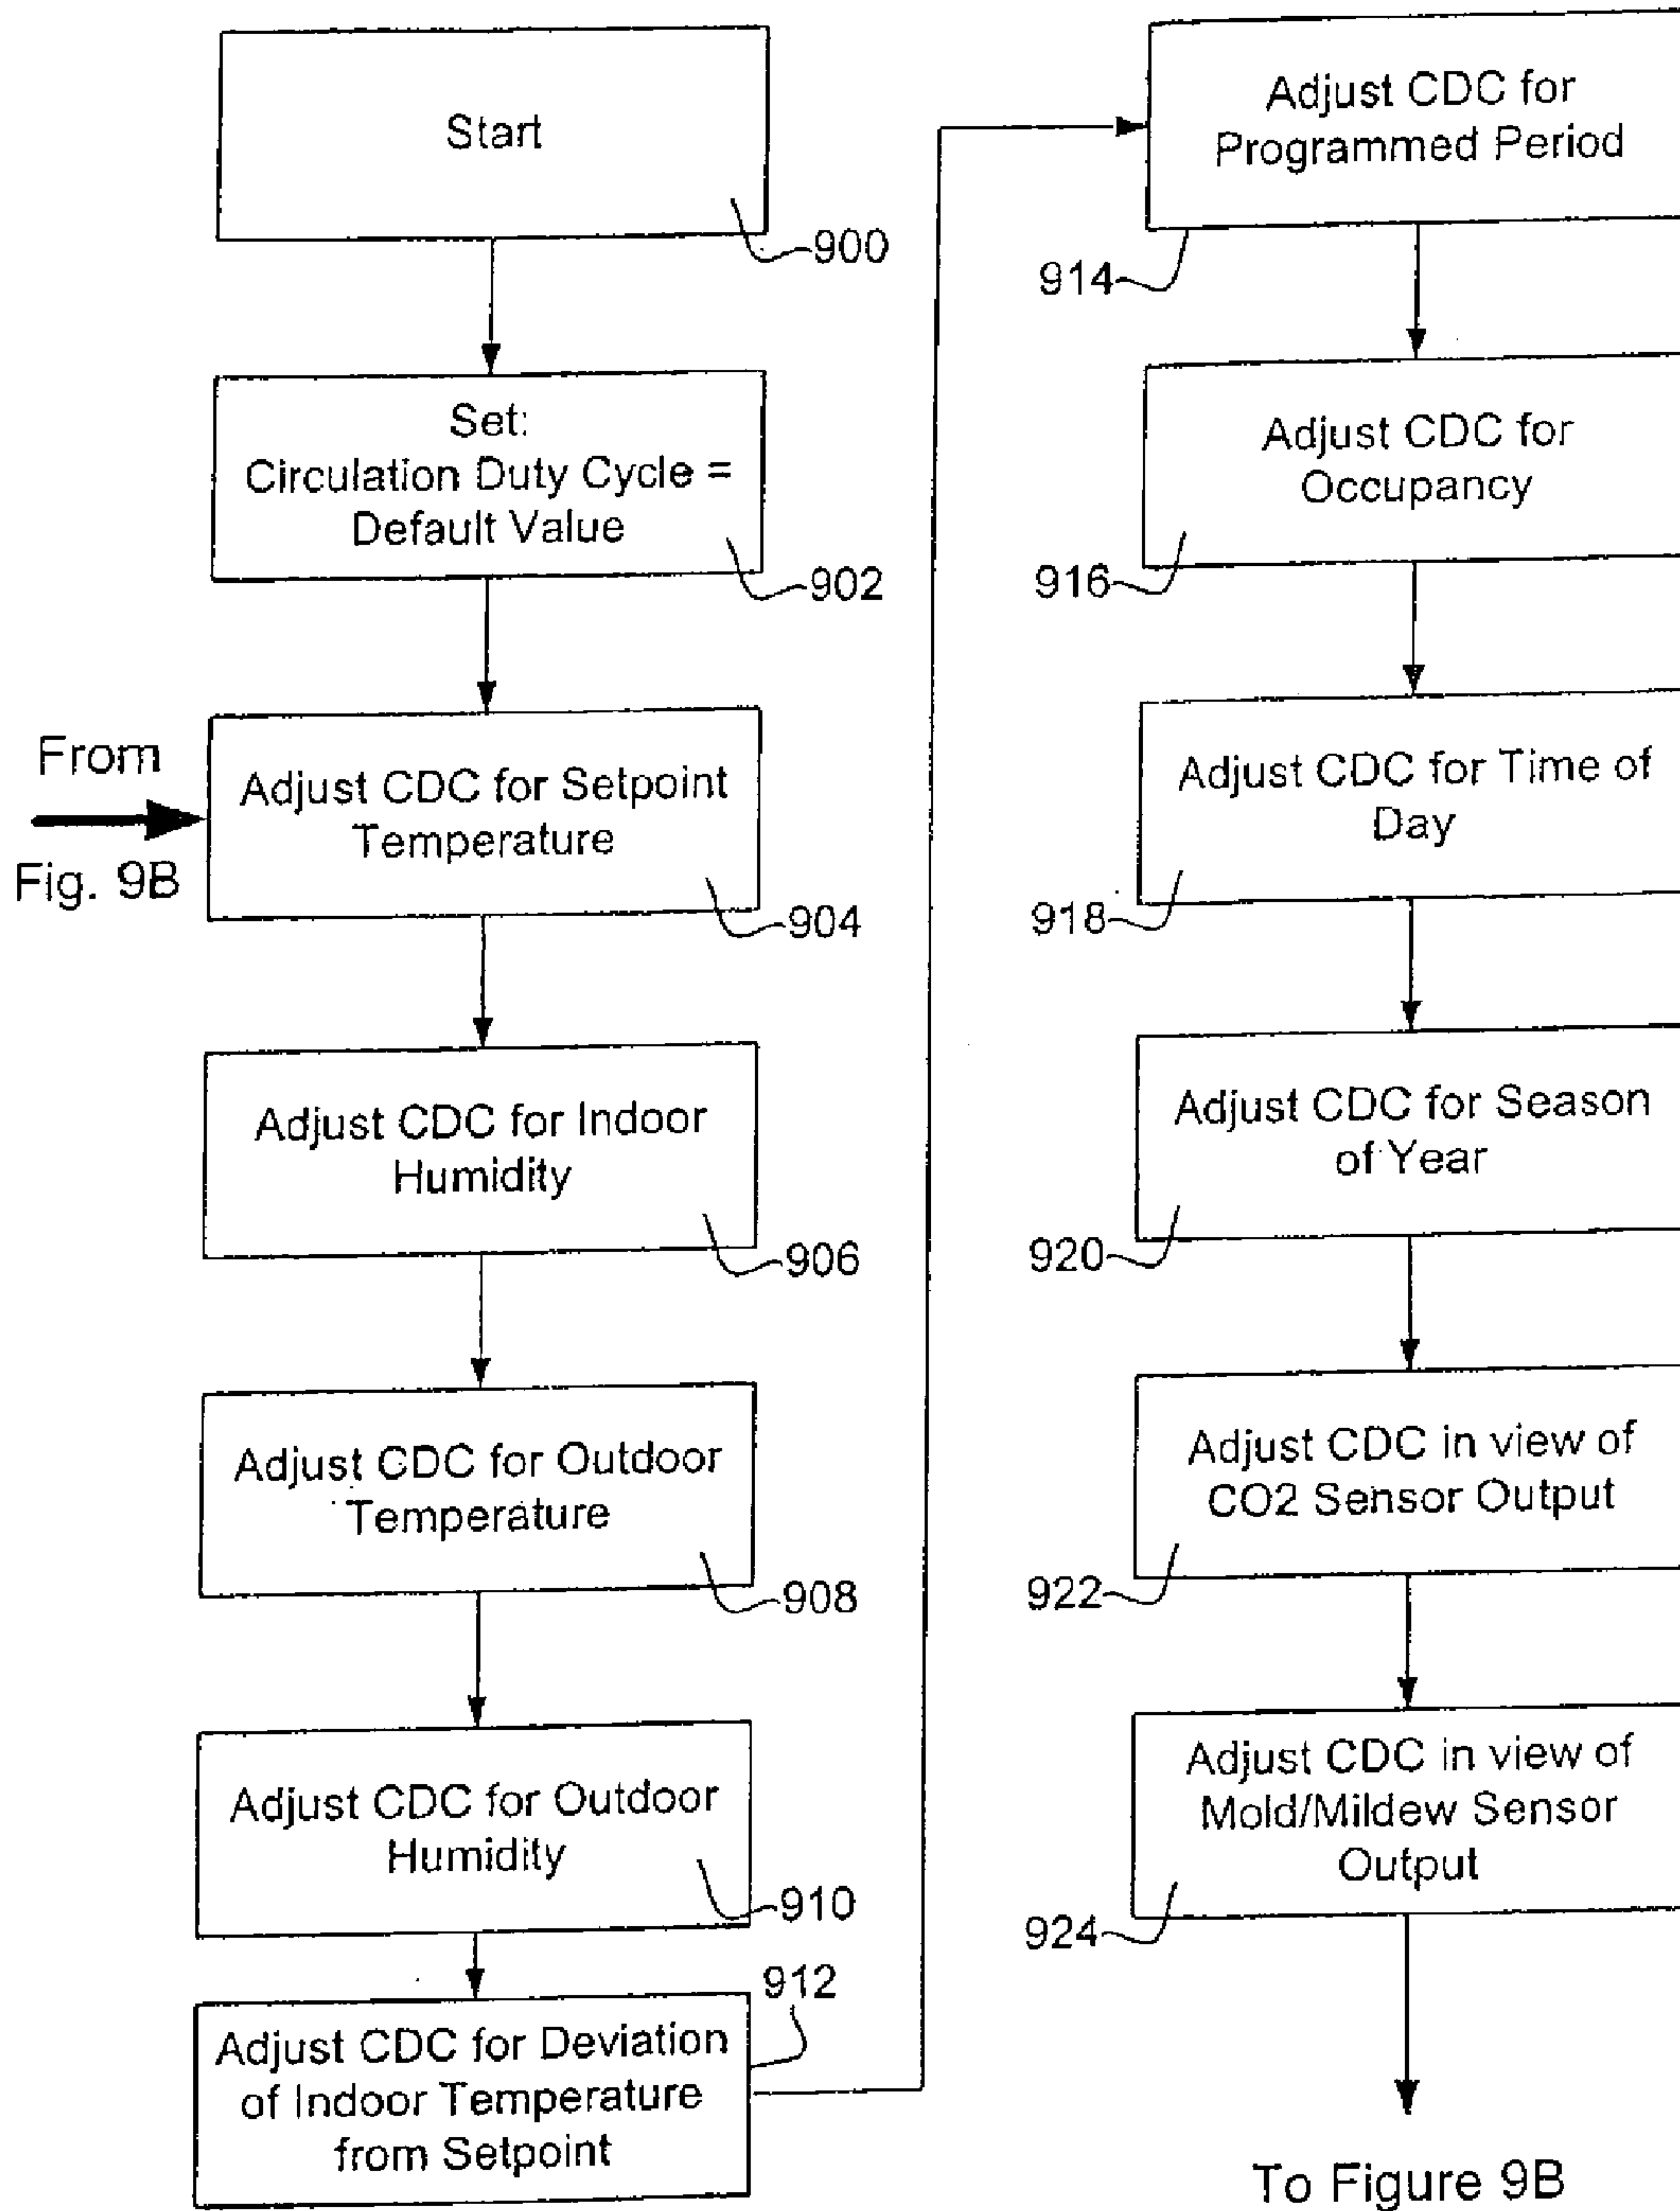 Start
900
Set:
Circulation Duty Cycle =
Default Value
902
From
Fig. 9B
Adjust CDC for Setpoint
Temperature
904
Adjust CDC for Indoor
Humidity
906
Adjust CDC for Outdoor
Temperature
908
Adjust CDC for Outdoor
Humidity
910
912
Adjust CDC for Deviation
of Indoor Temperature
from Setpoint
Adjust CDC for
Programmed Period
914
Adjust CDC for
Occupancy
916
Adjust CDC for Time of
Day
918
Adjust CDC for Season
of Year
920
Adjust CDC in view of
CO2 Sensor Output
922
Adjust CDC in view of
Mold/Mildew Sensor
Output
924
To Figure 9B